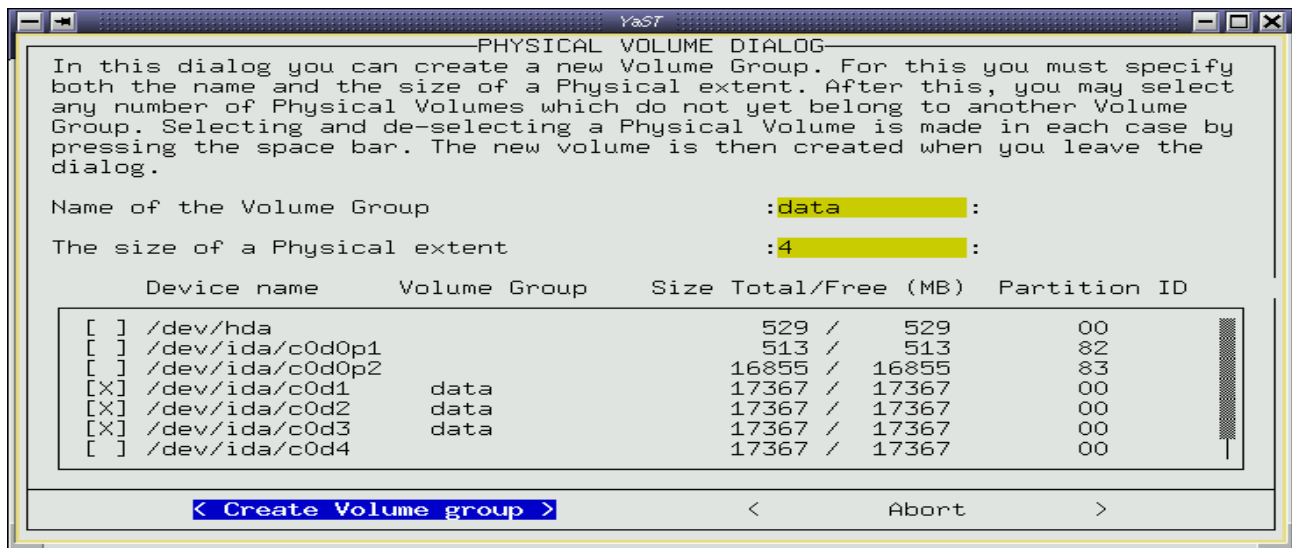 YaST
PHYSICAL VOLUME DIALOG
In this dialog you can create a new Volume Group. For this you must specify
both the name and the size of a Physical extent. After this, you may select
any number of Physical Volumes which do not yet belong to another Volume
Group. Selecting and de-selecting a Physical Volume is made in each case by
pressing the space bar. The new volume is then created when you leave the
dialog.
Name of the Volume Group :data :
The size of a Physical extent :4 :
Device name Volume Group Size Total/Free (MB) Partition ID
[ ] /dev/hda 529 / 529 00
[ ] /dev/ida/c0d0p1 513 / 513 82
[ ] /dev/ida/c0d0p2 16855 / 16855 83
[X] /dev/ida/c0d1 data 17367 / 17367 00
[X] /dev/ida/c0d2 data 17367 / 17367 00
[X] /dev/ida/c0d3 data 17367 / 17367 00
[ ] /dev/ida/c0d4 17367 / 17367 00
< Create Volume group > < Abort >